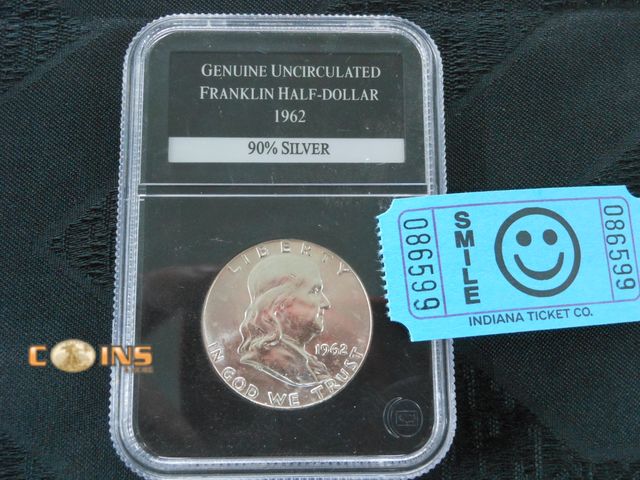 GENUINE UNCIRCULATED
FRANKLIN HALF-DOLLAR
1962
90% SILVER
LIBERTY
1962
IN GOD WE TRUST
086599
SMILE
086599
INDIANA TICKET CO.
COINS